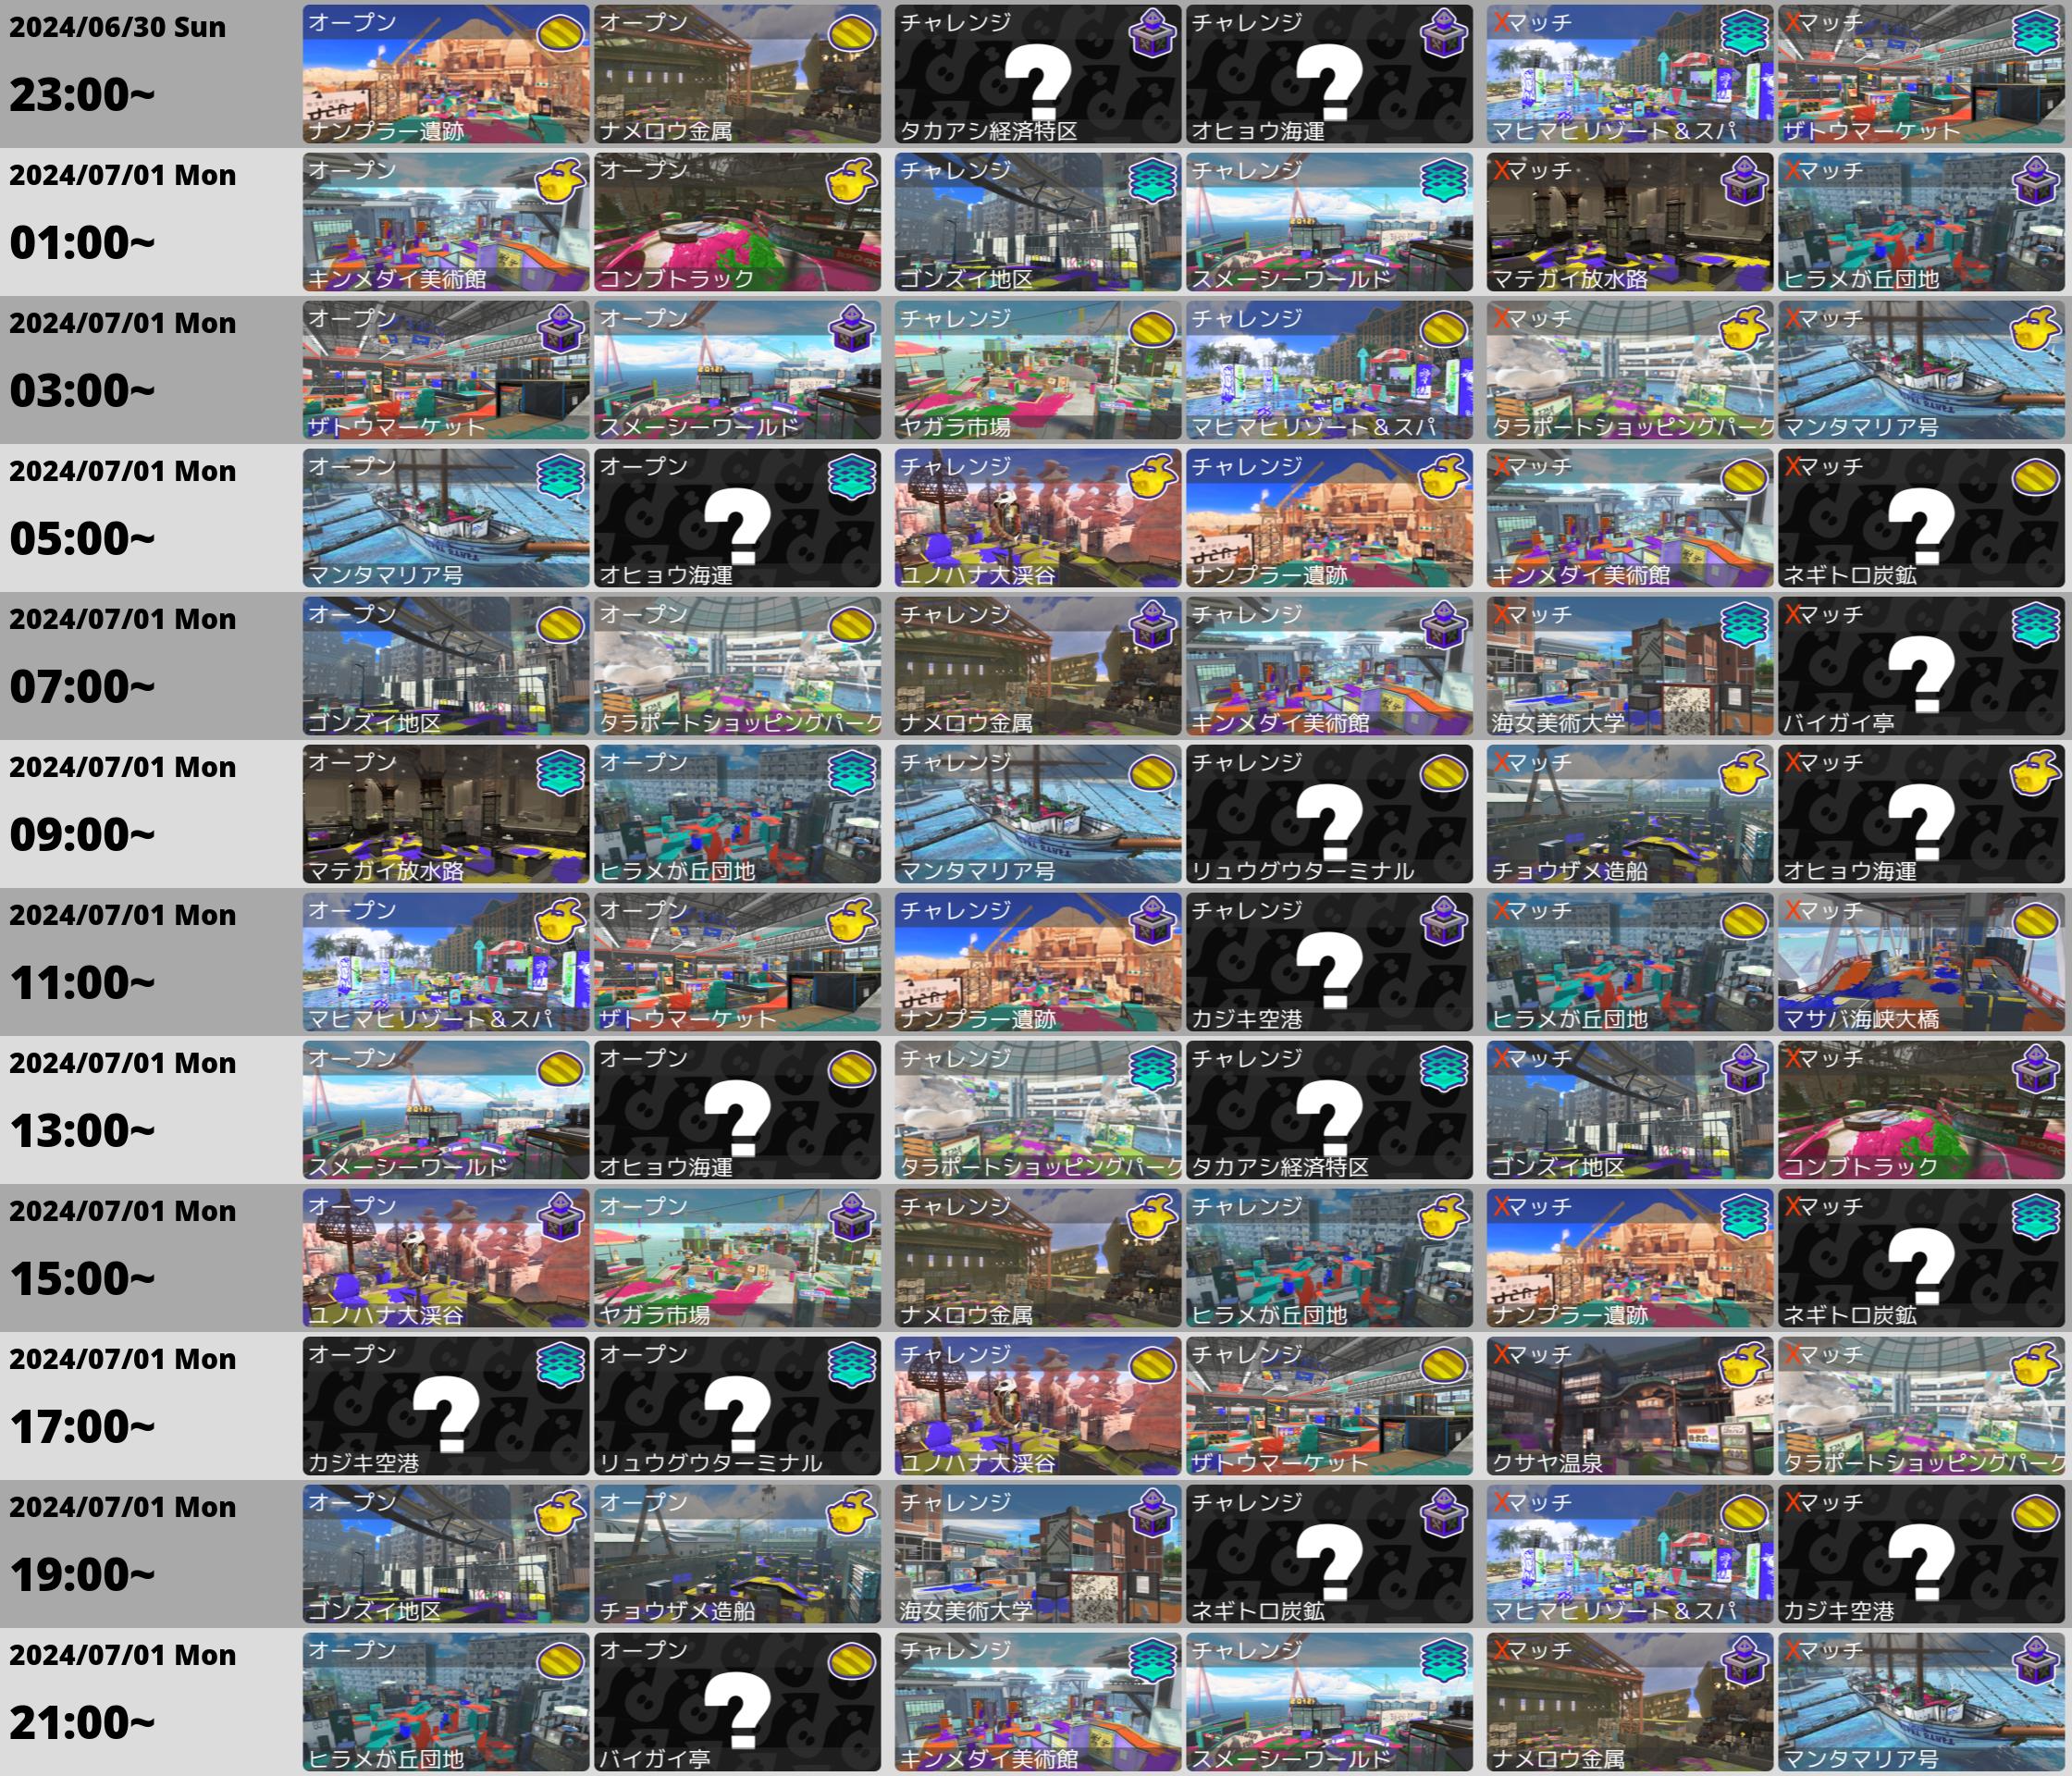 2024/06/30 Sun
23:00~
オープン
ナンプラー遺跡
オープン
ナメロウ金属
チャレンジ
タカアシ経済特区
チャレンジ
オヒョウ海運
Xマッチ
マヒマヒリゾート＆スパ
Xマッチ
ザトウマーケット
2024/07/01 Mon
01:00~
オープン
キンメダイ美術館
オープン
コンブトラック
チャレンジ
ゴンズイ地区
チャレンジ
スメーシーワールド
Xマッチ
マテガイ放水路
Xマッチ
ヒラメが丘団地
2024/07/01 Mon
03:00~
オープン
ザトウマーケット
オープン
スメーシーワールド
チャレンジ
ヤガラ市場
チャレンジ
マヒマヒリゾート＆スパ
Xマッチ
タラポートショッピングパーク
Xマッチ
マンタマリア号
2024/07/01 Mon
05:00~
オープン
マンタマリア号
オープン
オヒョウ海運
チャレンジ
ユノハナ大渓谷
チャレンジ
ナンプラー遺跡
Xマッチ
キンメダイ美術館
Xマッチ
ネギトロ炭鉱
2024/07/01 Mon
07:00~
オープン
ゴンズイ地区
オープン
タラポートショッピングパーク
チャレンジ
ナメロウ金属
チャレンジ
キンメダイ美術館
Xマッチ
海女美術大学
Xマッチ
バイガイ亭
2024/07/01 Mon
09:00~
オープン
マテガイ放水路
オープン
ヒラメが丘団地
チャレンジ
マンタマリア号
チャレンジ
リュウグウターミナル
Xマッチ
チョウザメ造船
Xマッチ
オヒョウ海運
2024/07/01 Mon
11:00~
オープン
マヒマヒリゾート＆スパ
オープン
ザトウマーケット
チャレンジ
ナンプラー遺跡
チャレンジ
カジキ空港
Xマッチ
ヒラメが丘団地
Xマッチ
マサバ海峡大橋
2024/07/01 Mon
13:00~
オープン
スメーシーワールド
オープン
オヒョウ海運
チャレンジ
タラポートショッピングパーク
チャレンジ
タカアシ経済特区
Xマッチ
ゴンズイ地区
Xマッチ
コンブトラック
2024/07/01 Mon
15:00~
オープン
ユノハナ大渓谷
オープン
ヤガラ市場
チャレンジ
ナメロウ金属
チャレンジ
ヒラメが丘団地
Xマッチ
ナンプラー遺跡
Xマッチ
ネギトロ炭鉱
2024/07/01 Mon
17:00~
オープン
カジキ空港
オープン
リュウグウターミナル
チャレンジ
ユノハナ大渓谷
チャレンジ
ザトウマーケット
Xマッチ
クサヤ温泉
Xマッチ
タラポートショッピングパーク
2024/07/01 Mon
19:00~
オープン
ゴンズイ地区
オープン
チョウザメ造船
チャレンジ
海女美術大学
チャレンジ
ネギトロ炭鉱
Xマッチ
マヒマヒリゾート＆スパ
Xマッチ
カジキ空港
2024/07/01 Mon
21:00~
オープン
ヒラメが丘団地
オープン
バイガイ亭
チャレンジ
キンメダイ美術館
チャレンジ
スメーシーワールド
Xマッチ
ナメロウ金属
Xマッチ
マンタマリア号